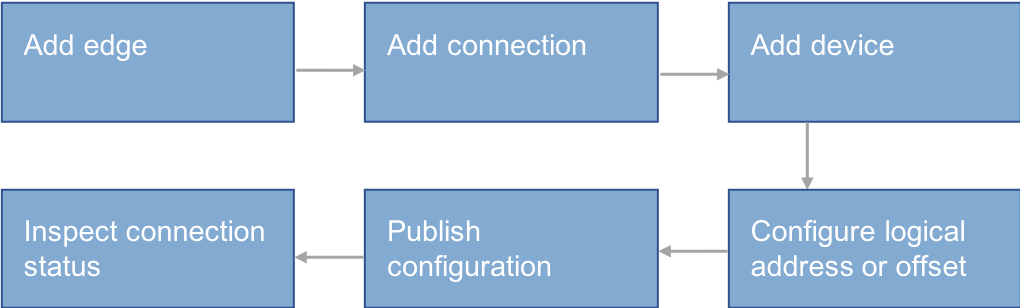 Add edge
Add connection
Add device
Configure logical
address or offset
Publish
configuration
Inspect connection
status